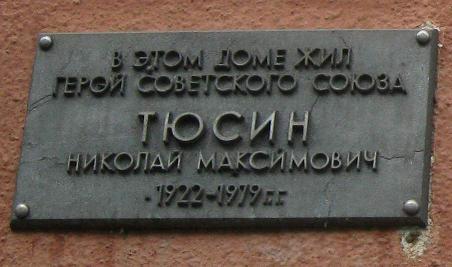 В ЭТОМ ДОМЕ ЖИЛ
ГЕРОЙ СОВЕТСКОГО СОЮЗА
ТЮСИН
НИКОЛАЙ МАКСИМОВИЧ
1922-1979 г.г.